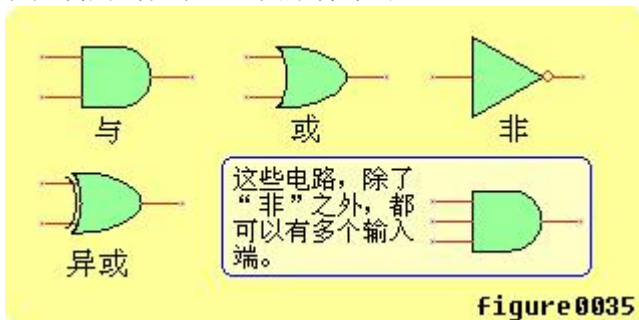 与
或
非
异或
这些电路，除了
“非”之外，都
可以有多个输入
端。
figure0035